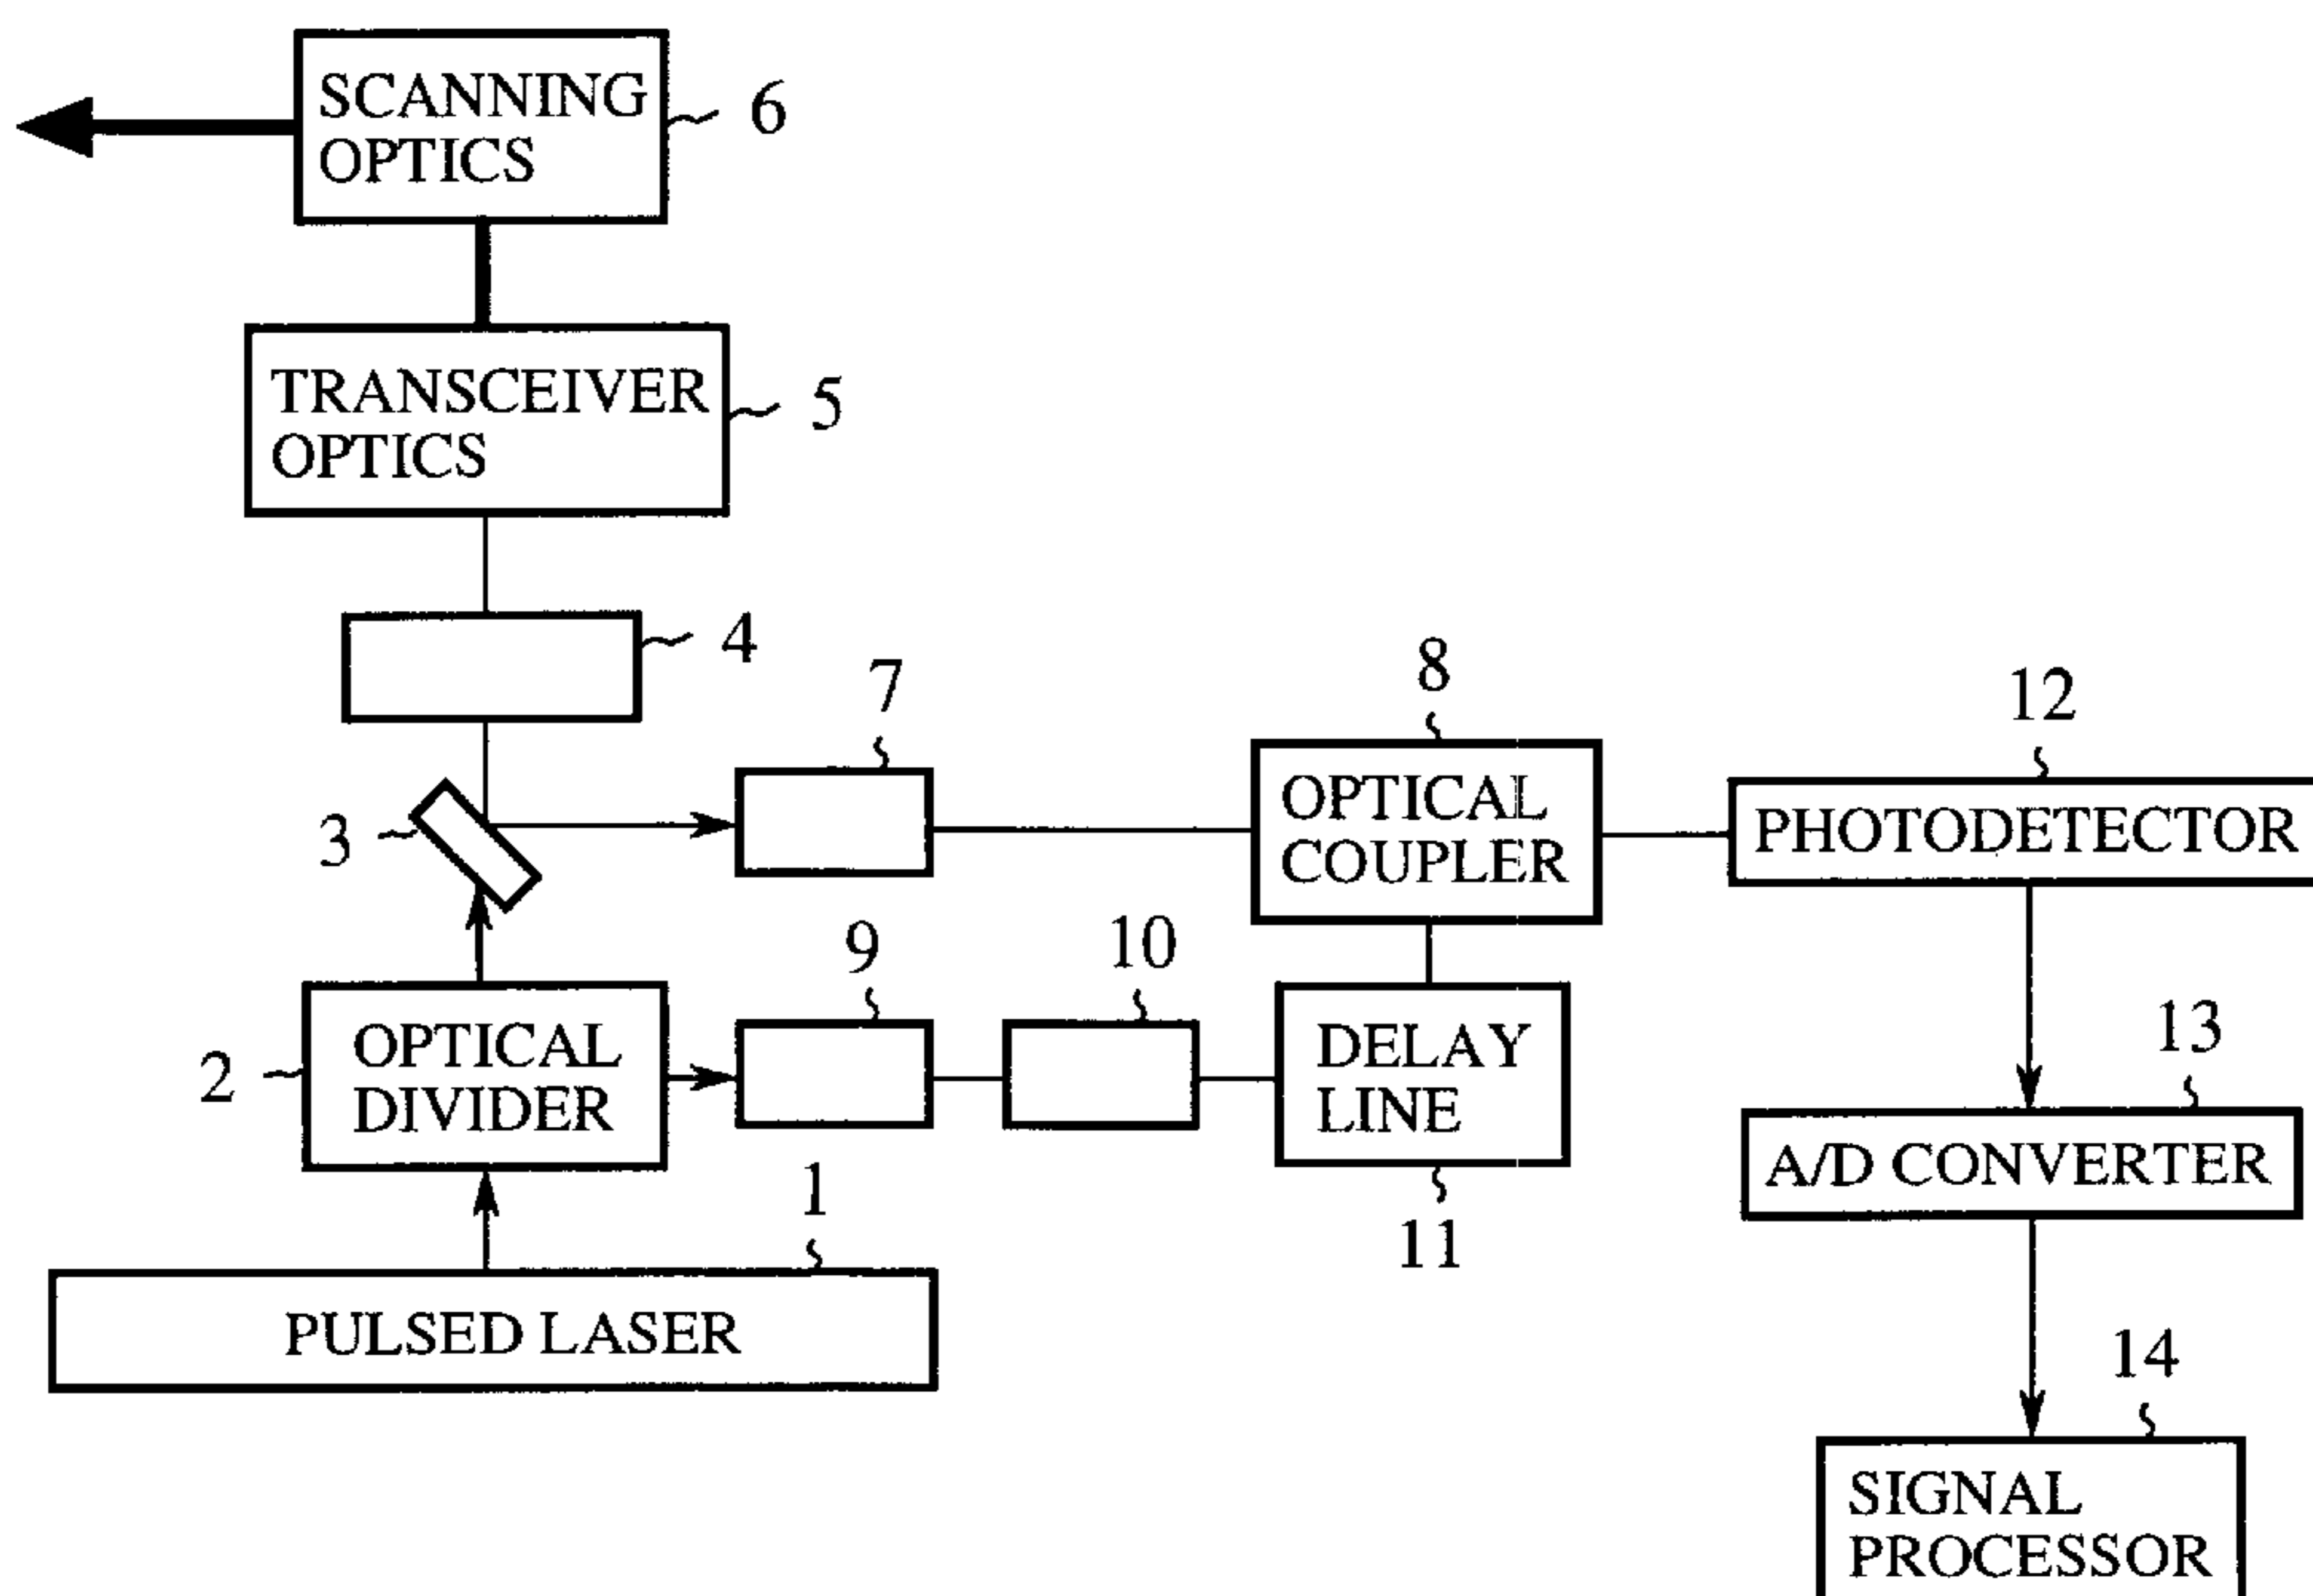 SCANNING
OPTICS
6
TRANSCEIVER
OPTICS
5
4
7
8
12
3
OPTICAL
COUPLER
PHOTODETECTOR
9
10
2
OPTICAL
DIVIDER
DELAY
LINE
13
1
11
A/D CONVERTER
PULSED LASER
14
SIGNAL
PROCESSOR